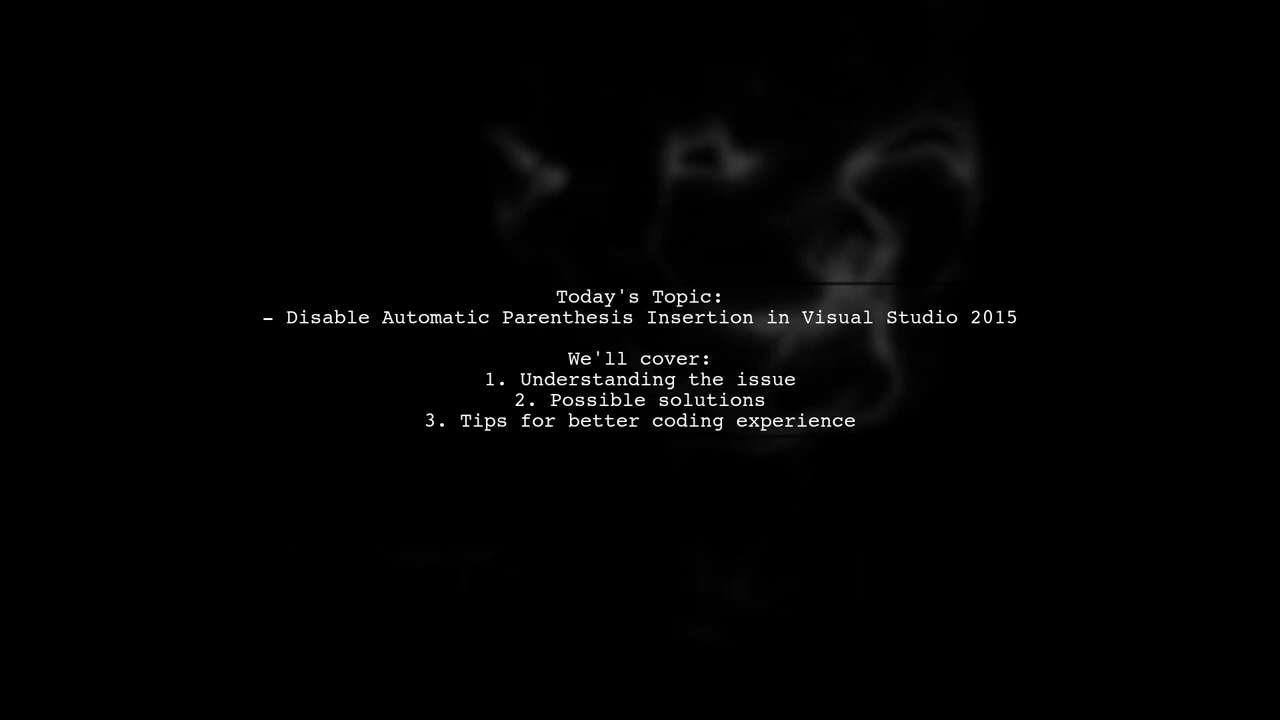 Today's Topic:
- Disable Automatic Parenthesis Insertion in Visual Studio 2015
We'll cover:
1. Understanding the issue
2. Possible solutions
3. Tips for better coding experience